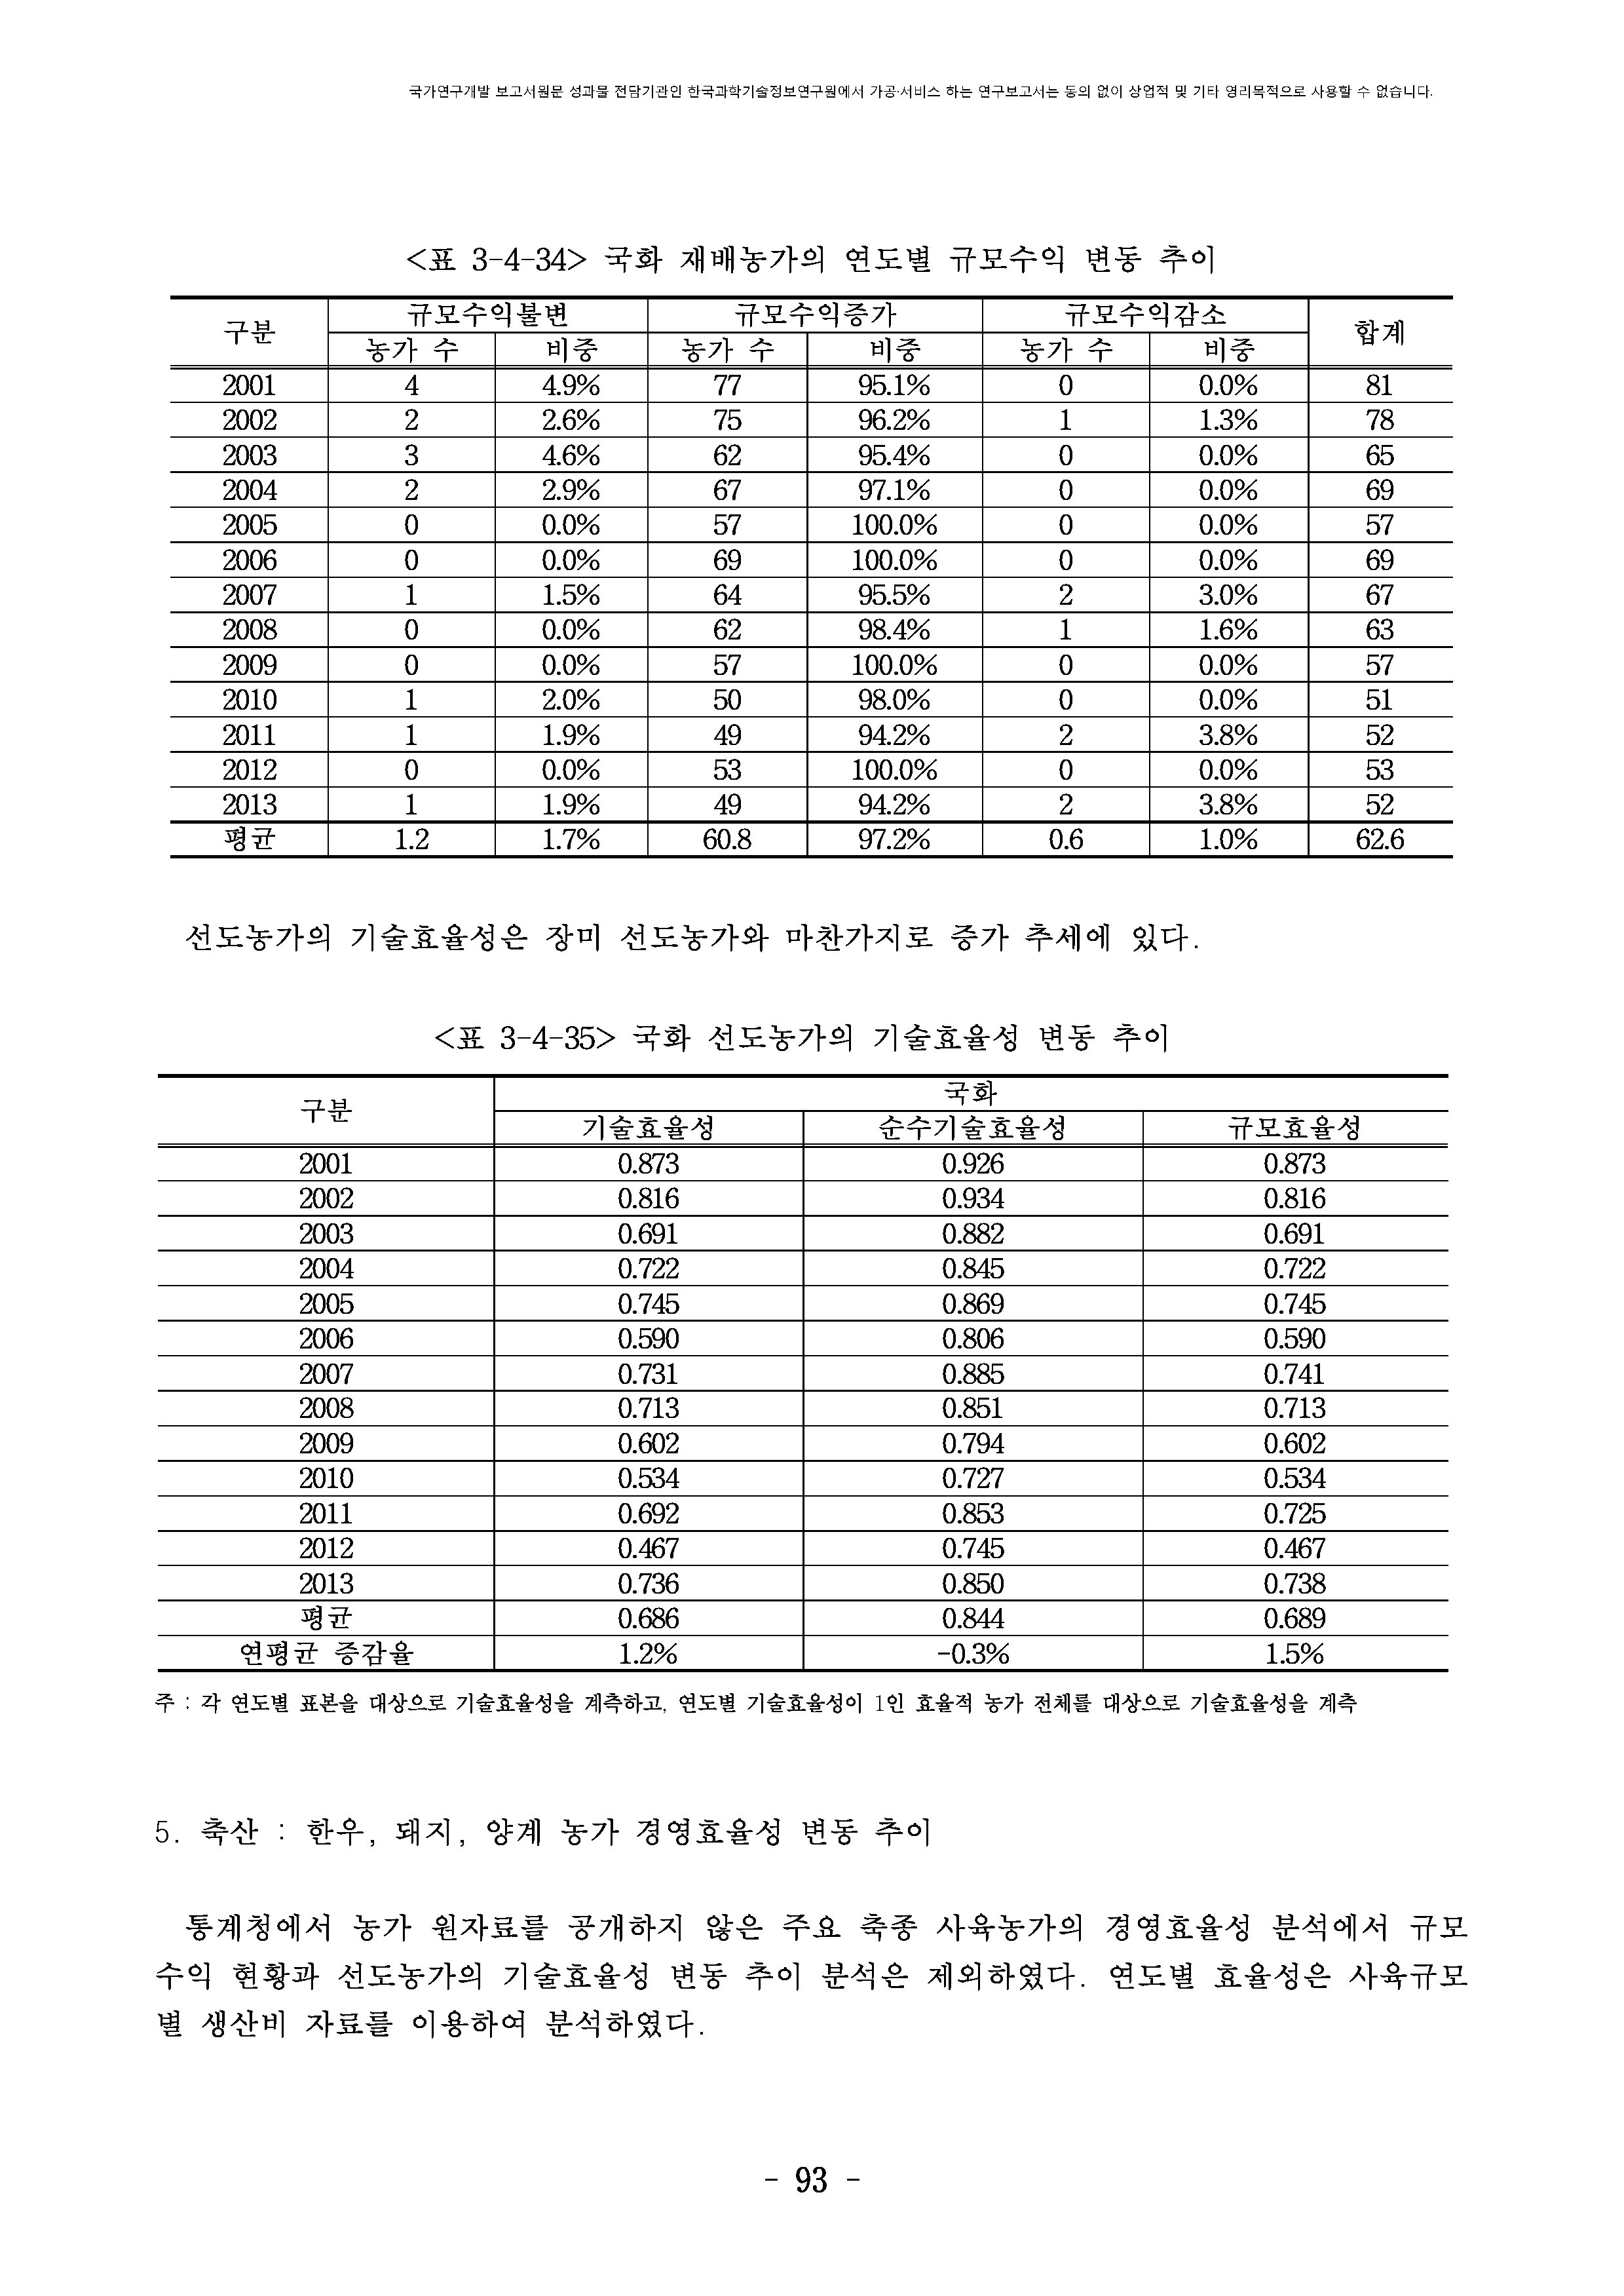 국가연구개발 보고서원문 성과물 전담기관인 한국과학기술정보연구원에서 가공·서비스 하는 연구보고서는 동의 없이 상업적 및 기타 영리목적으로 사용할 수 없습니다.
<표 3-4-34> 국화 재배농가의 연도별 규모수익 변동 추이
구분 규모수익불변 규모수익증가 규모수익감소 합계
농가 수 비중 농가 수 비중 농가 수 비중
2001 4 4.9% 77 95.1% 0 0.0% 81
2002 2 2.6% 75 96.2% 1 1.3% 78
2003 3 4.6% 62 95.4% 0 0.0% 65
2004 2 2.9% 67 97.1% 0 0.0% 69
2005 0 0.0% 57 100.0% 0 0.0% 57
2006 0 0.0% 69 100.0% 0 0.0% 69
2007 1 1.5% 64 95.5% 2 3.0% 67
2008 0 0.0% 62 98.4% 1 1.6% 63
2009 0 0.0% 57 100.0% 0 0.0% 57
2010 1 2.0% 50 98.0% 0 0.0% 51
2011 1 1.9% 49 94.2% 2 3.8% 52
2012 0 0.0% 53 100.0% 0 0.0% 53
2013 1 1.9% 49 94.2% 2 3.8% 52
평균 1.2 1.7% 60.8 97.2% 0.6 1.0% 62.6
선도농가의 기술효율성은 장미 선도농가와 마찬가지로 증가 추세에 있다.
<표 3-4-35> 국화 선도농가의 기술효율성 변동 추이
구분 국화
기술효율성 순수기술효율성 규모효율성
2001 0.873 0.926 0.873
2002 0.816 0.934 0.816
2003 0.691 0.882 0.691
2004 0.722 0.845 0.722
2005 0.745 0.869 0.745
2006 0.590 0.806 0.590
2007 0.731 0.885 0.741
2008 0.713 0.851 0.713
2009 0.602 0.794 0.602
2010 0.534 0.727 0.534
2011 0.692 0.853 0.725
2012 0.467 0.745 0.467
2013 0.736 0.850 0.738
평균 0.686 0.844 0.689
연평균 증감율 1.2% -0.3% 1.5%
주 : 각 연도별 표본을 대상으로 기술효율성을 계측하고, 연도별 기술효율성이 1인 효율적 농가 전체를 대상으로 기술효율성을 계측
5. 축산 : 한우, 돼지, 양계 농가 경영효율성 변동 추이
통계청에서 농가 원자료를 공개하지 않은 주요 축종 사육농가의 경영효율성 분석에서 규모
수익 현황과 선도농가의 기술효율성 변동 추이 분석은 제외하였다. 연도별 효율성은 사육규모
별 생산비 자료를 이용하여 분석하였다.
- 93 -